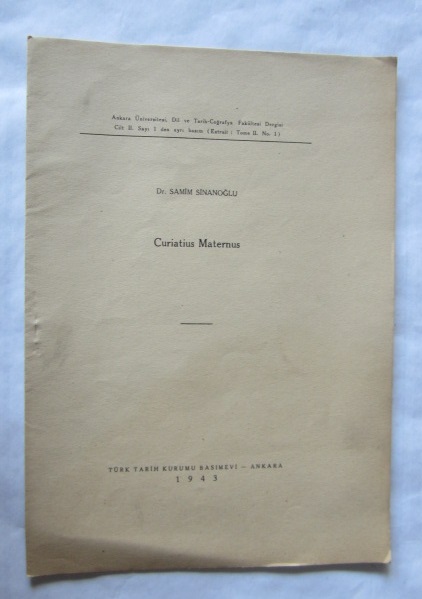 Ankara Üniversitesi, Dil ve Tarih-Coğrafya Fakültesi Dergisi
Cilt II. Sayı 1 den ayrı basım (Extrait : Tome II. No. 1)
Dr. SAMİM SİNANOĞLU
Curiatius Maternus
TÜRK TARİH KURUMU BASIMEVİ — ANKARA
1943